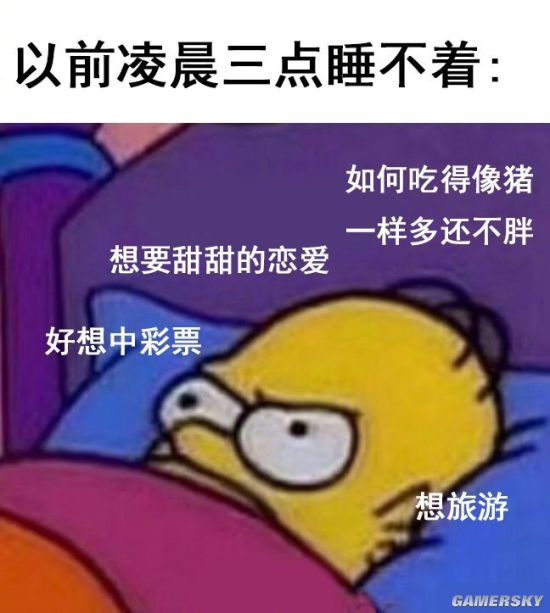 以前凌晨三点睡不着:
如何吃得像猪
一样多还不胖
想要甜甜的恋爱
好想中彩票
想旅游
GAMERSKY